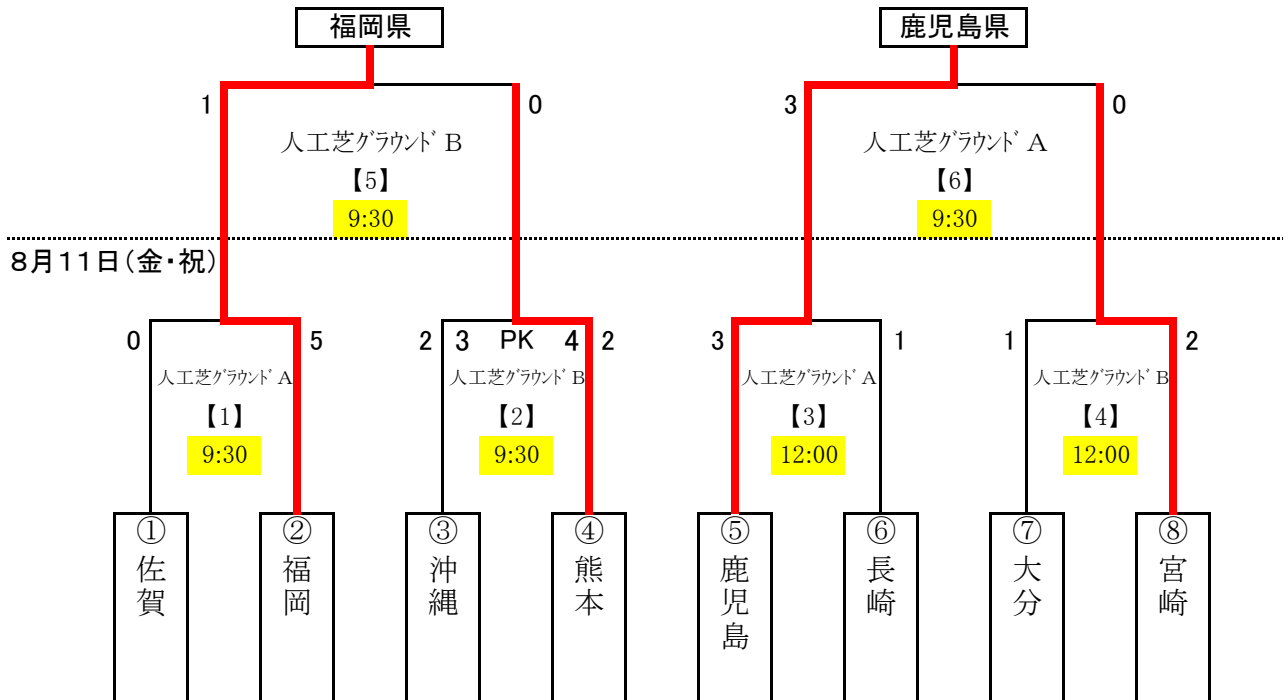 福岡県 鹿児島県
1 0 3 0
人工芝グラウンド B 人工芝グラウンド A
【5】 【6】
9:30 9:30
8月11日(金・祝)
0 5 2 3 PK 4 2 3 1 1 2
人工芝グラウンド A 人工芝グラウンド B 人工芝グラウンド A 人工芝グラウンド B
【1】 【2】 【3】 【4】
9:30 9:30 12:00 12:00
① ② ③ ④ ⑤ ⑥ ⑦ ⑧
佐賀 福岡 沖縄 熊本 鹿児島 長崎 大分 宮崎